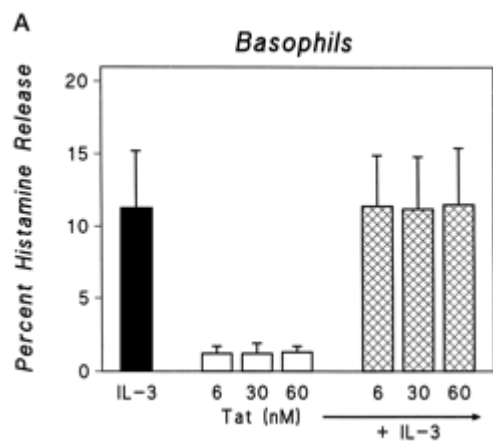 A
Basophils
Percent Histamine Release
20
15
10
5
0
IL-3 6 30 60 6 30 60
Tat (nM)
+ IL-3